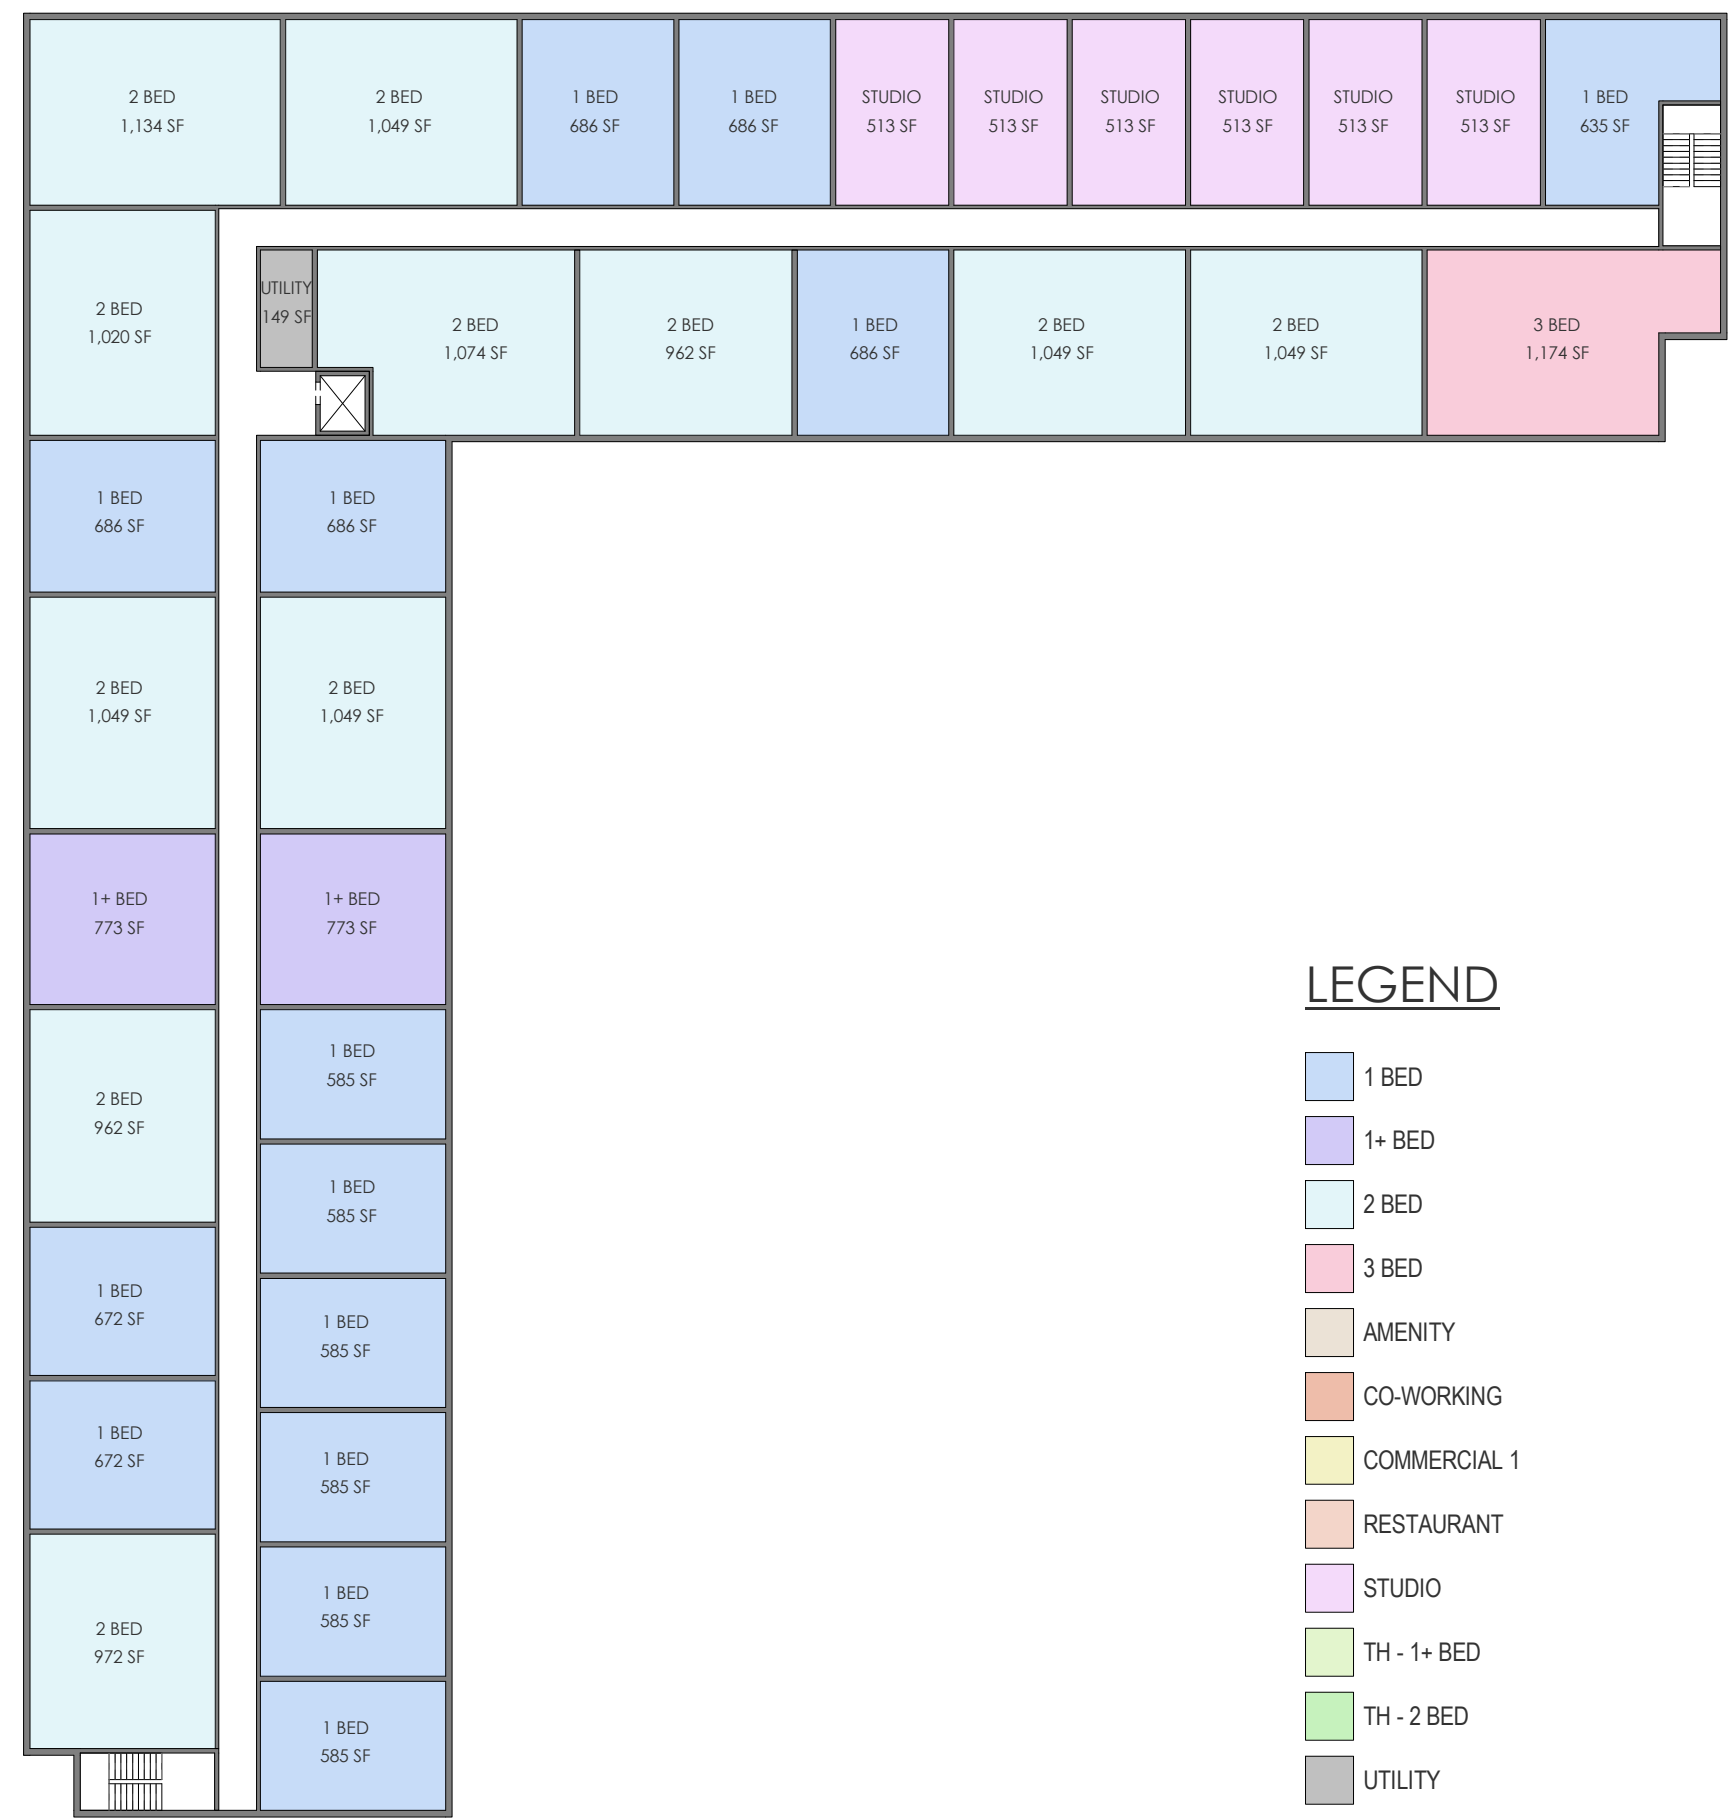 2 BED
1,134 SF
2 BED
1,049 SF
1 BED
686 SF
1 BED
686 SF
STUDIO
513 SF
STUDIO
513 SF
STUDIO
513 SF
STUDIO
513 SF
STUDIO
513 SF
STUDIO
513 SF
1 BED
635 SF
2 BED
1,020 SF
UTILITY
149 SF
2 BED
1,074 SF
2 BED
962 SF
1 BED
686 SF
2 BED
1,049 SF
2 BED
1,049 SF
3 BED
1,174 SF
1 BED
686 SF
1 BED
686 SF
2 BED
1,049 SF
2 BED
1,049 SF
1+ BED
773 SF
1+ BED
773 SF
2 BED
962 SF
1 BED
585 SF
1 BED
585 SF
1 BED
672 SF
1 BED
585 SF
1 BED
672 SF
1 BED
585 SF
2 BED
972 SF
1 BED
585 SF
1 BED
585 SF
LEGEND
1 BED
1+ BED
2 BED
3 BED
AMENITY
CO-WORKING
COMMERCIAL 1
RESTAURANT
STUDIO
TH - 1+ BED
TH - 2 BED
UTILITY